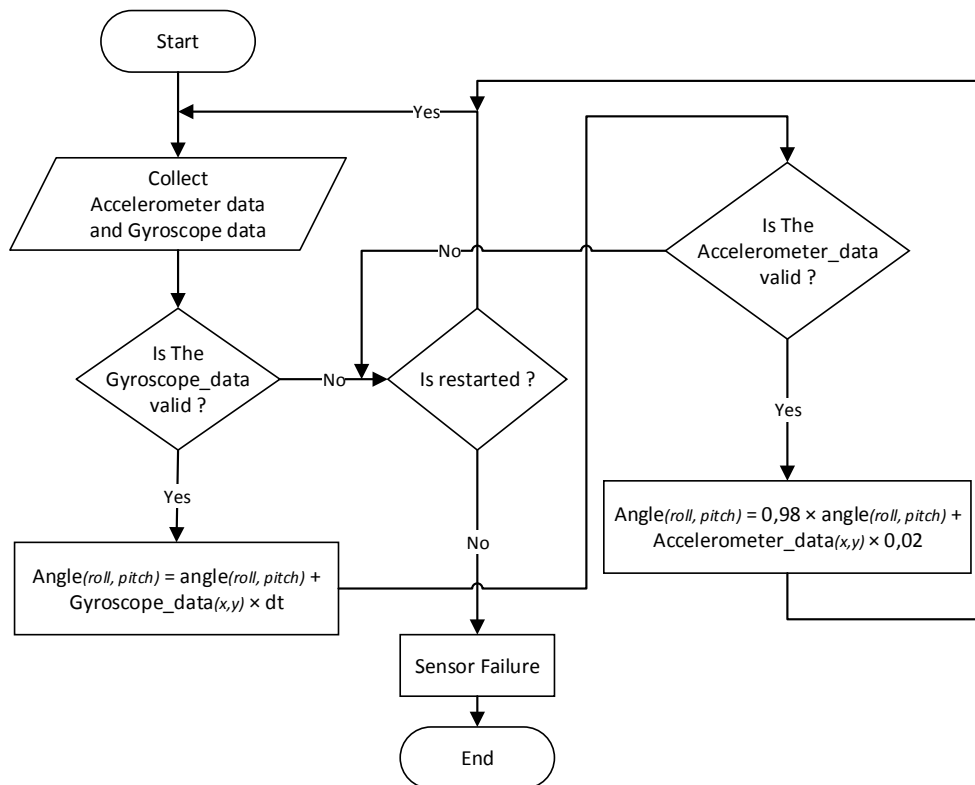 Start
Yes
Collect
Accelerometer data
and Gyroscope data
Is The
Accelerometer_data
valid ?
No
Is The
Gyroscope_data
valid ?
No
Is restarted ?
Yes
Yes
No
Angle(roll, pitch) = 0,98 × angle(roll, pitch) +
Accelerometer_data(x,y) × 0,02
Angle(roll, pitch) = angle(roll, pitch) +
Gyroscope_data(x,y) × dt
Sensor Failure
End